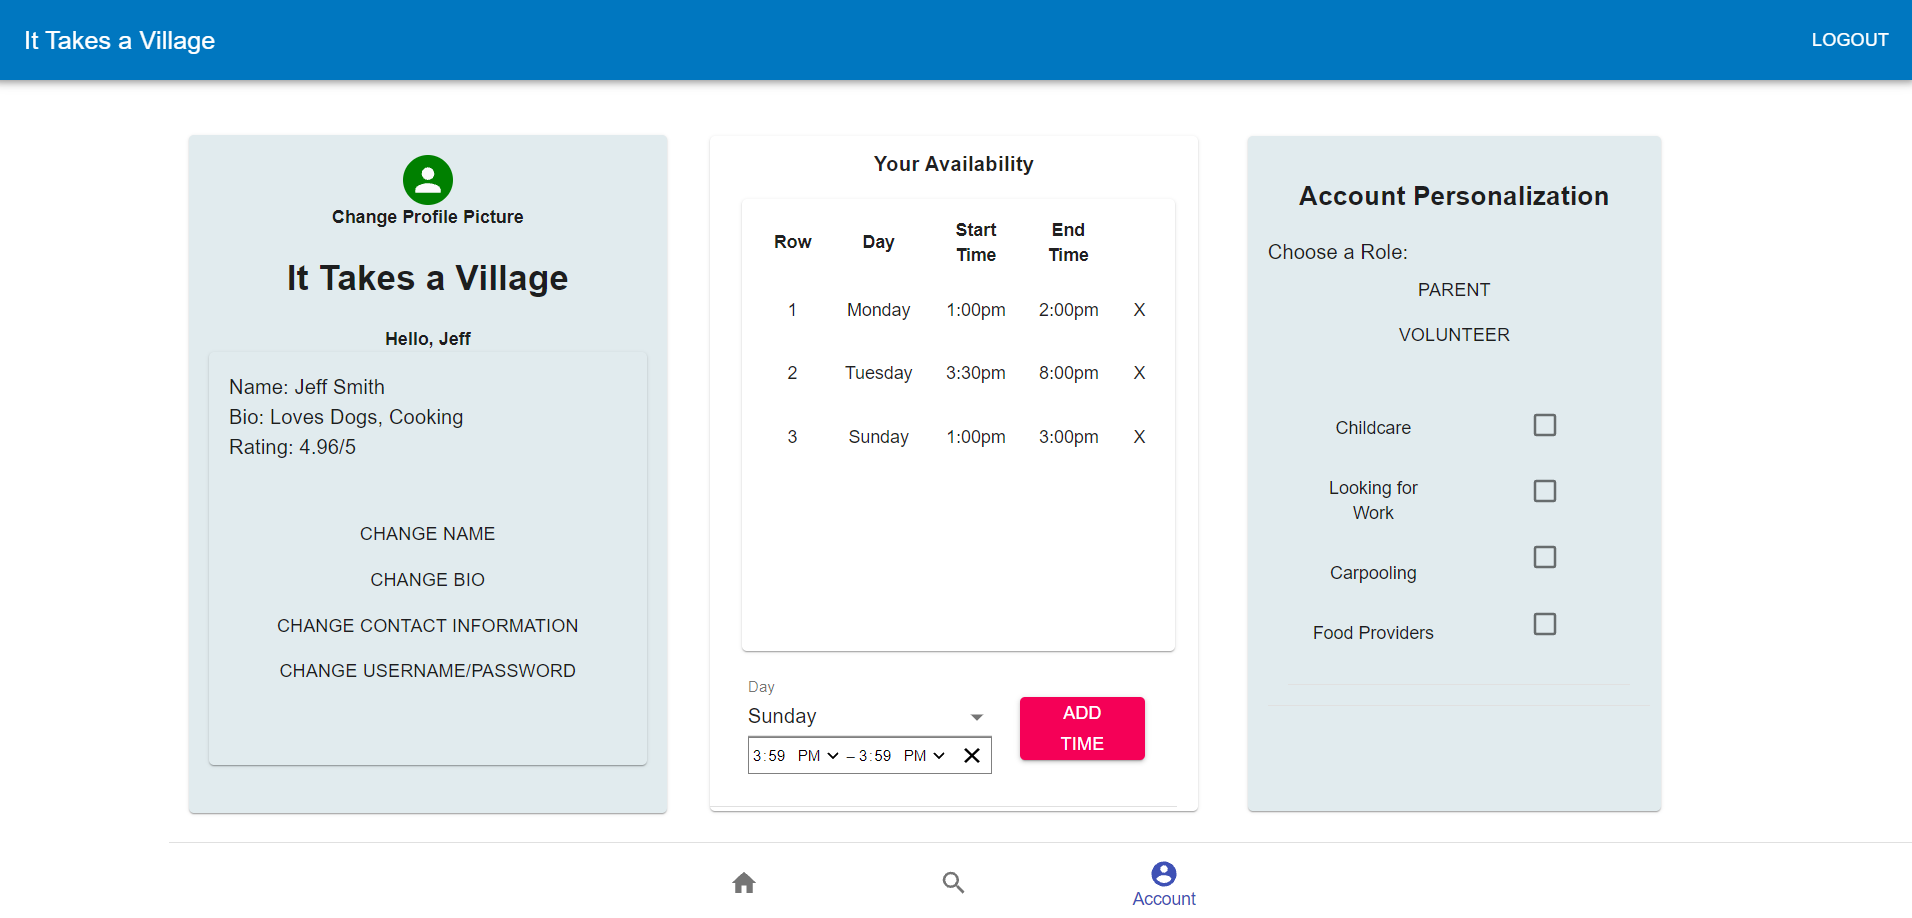 It Takes a Village
LOGOUT
Change Profile Picture
It Takes a Village
Hello, Jeff
Name: Jeff Smith
Bio: Loves Dogs, Cooking
Rating: 4.96/5
CHANGE NAME
CHANGE BIO
CHANGE CONTACT INFORMATION
CHANGE USERNAME/PASSWORD
Your Availability
Row Day Start Time End Time
1 Monday 1:00pm 2:00pm X
2 Tuesday 3:30pm 8:00pm X
3 Sunday 1:00pm 3:00pm X
Day
Sunday
3:59 PM – 3:59 PM
ADD
TIME
Account Personalization
Choose a Role:
PARENT
VOLUNTEER
Childcare
Looking for
Work
Carpooling
Food Providers
Account